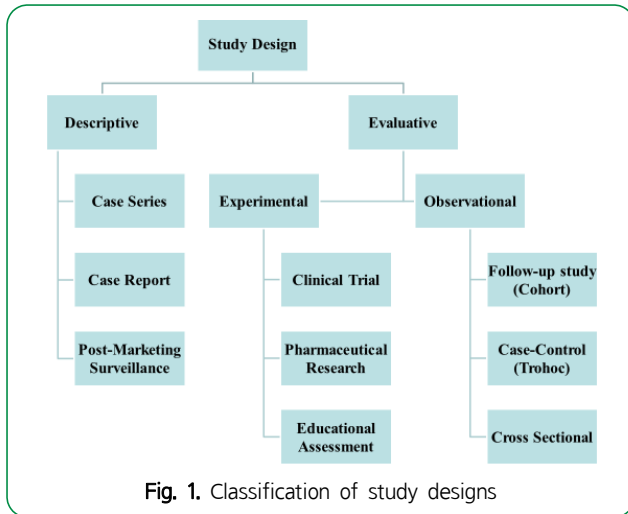 Study Design
Descriptive
Evaluative
Case Series
Experimental
Observational
Case Report
Clinical Trial
Follow-up study
(Cohort)
Post-Marketing
Surveillance
Pharmaceutical
Research
Case-Control
(Trohoc)
Educational
Assessment
Cross Sectional
Fig. 1. Classification of study designs